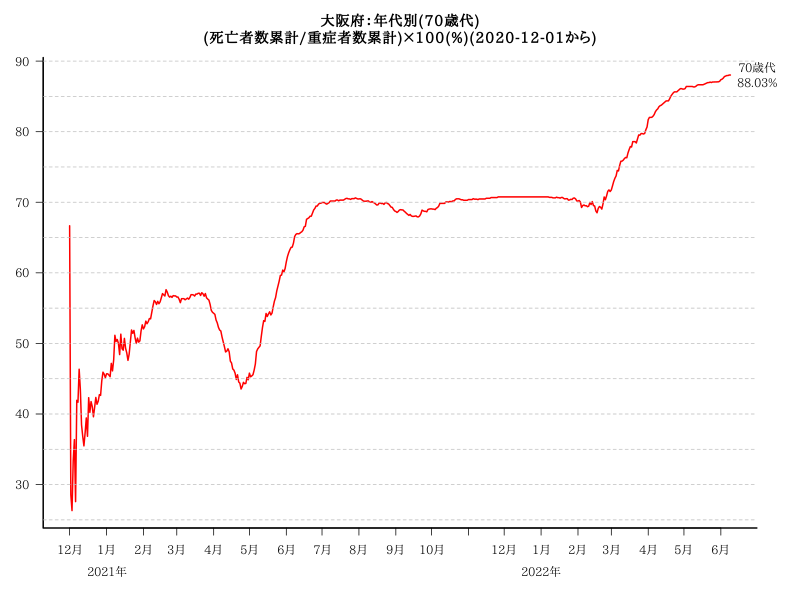 大阪府:年代別(70歳代)
(死亡者数累計/重症者数累計)×100(%)(2020-12-01から)
90
80
70
60
50
40
30
70歳代
88.03%
12月 1月 2月 3月 4月 5月 6月 7月 8月 9月 10月 12月 1月 2月 3月 4月 5月 6月
2021年 2022年